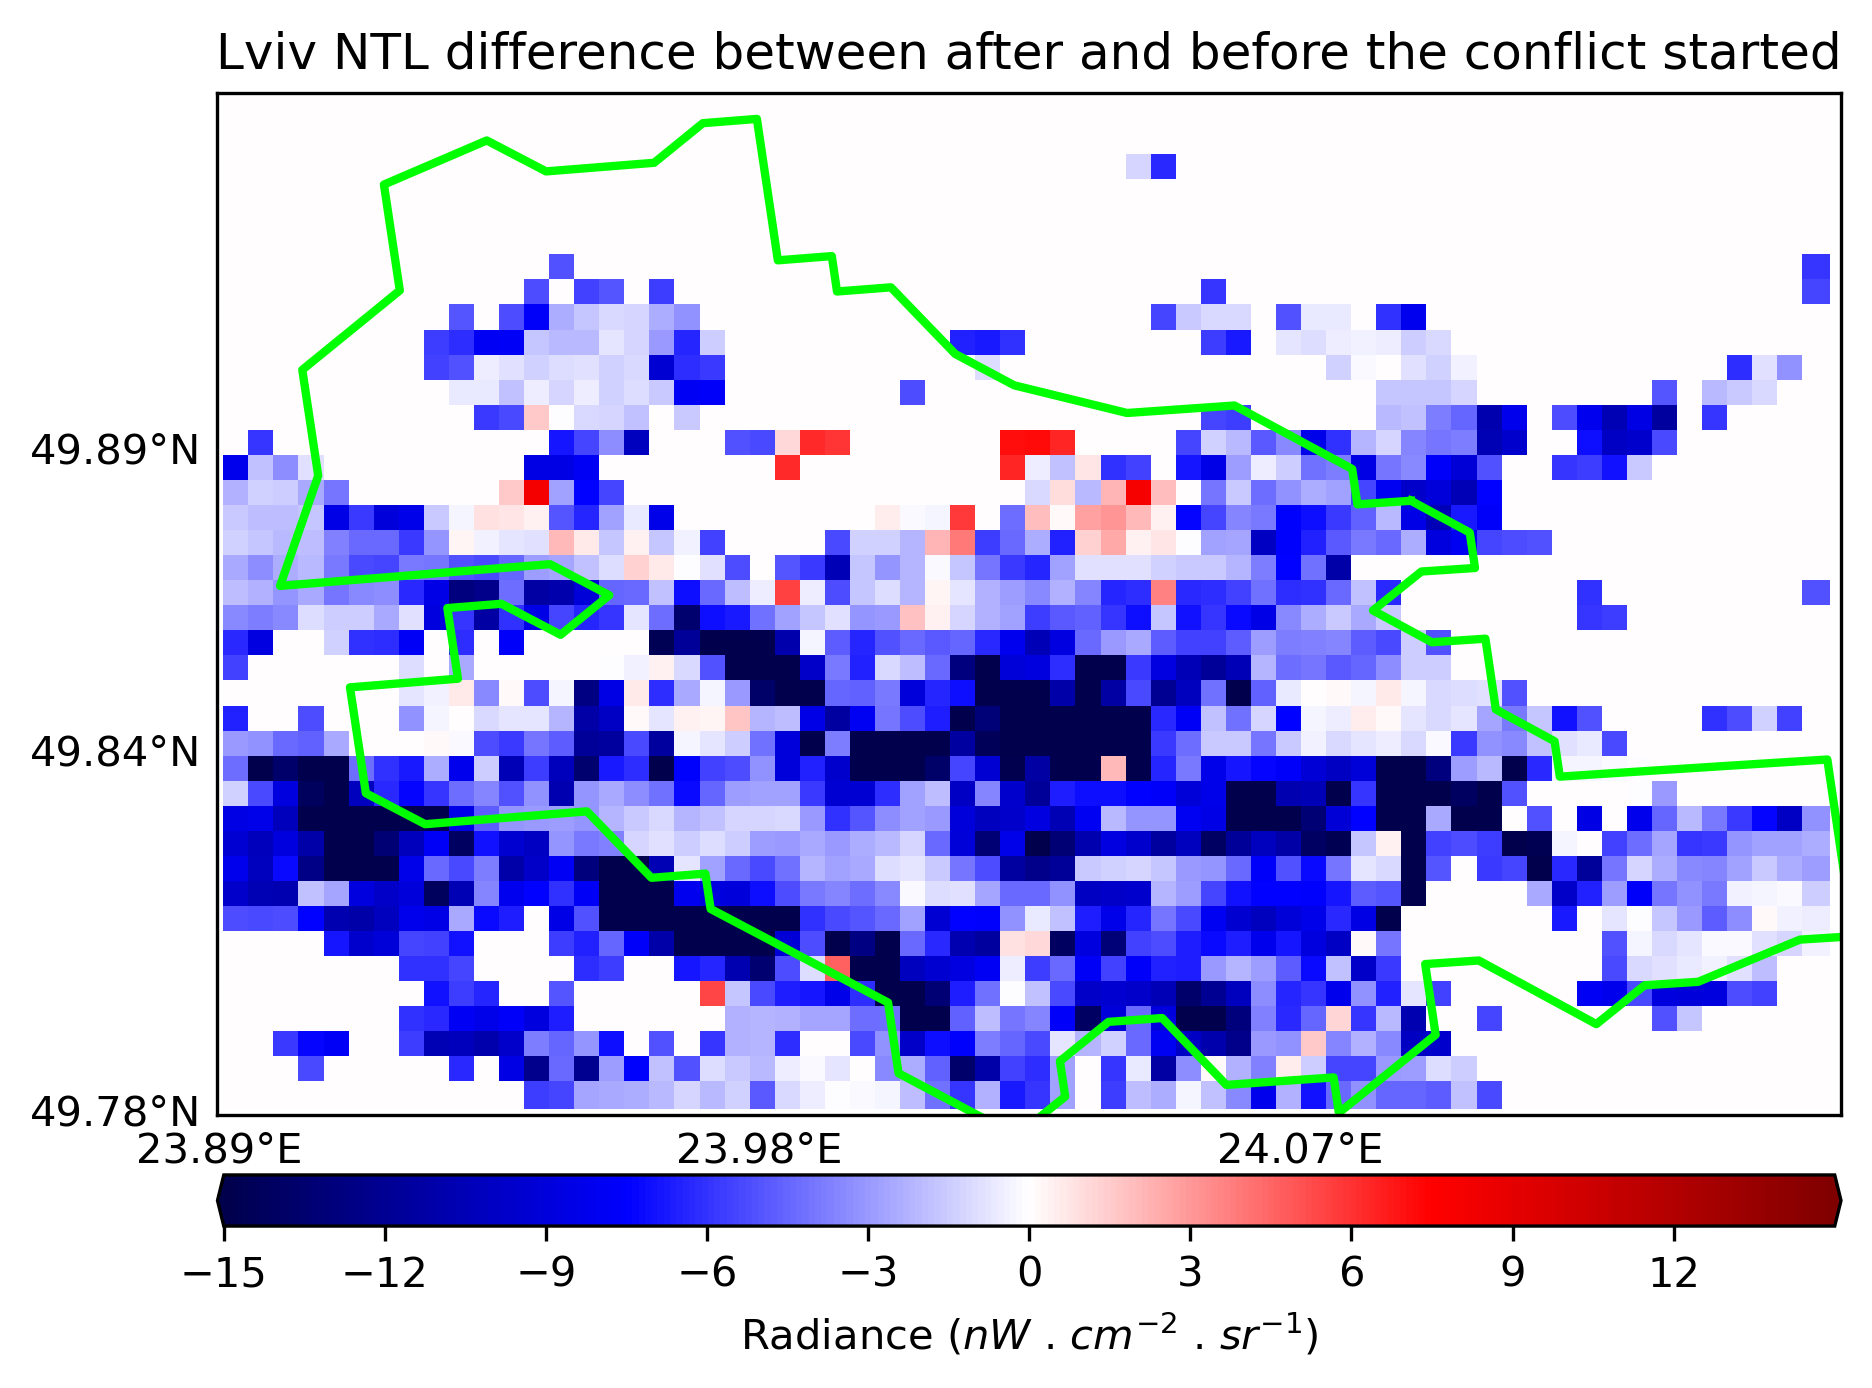 Lviv NTL difference between after and before the conflict started
49.89°N
49.84°N
49.78°N
23.89°E 23.98°E 24.07°E
−15 −12 −9 −6 −3 0 3 6 9 12
Radiance (nW . cm⁻² . sr⁻¹)